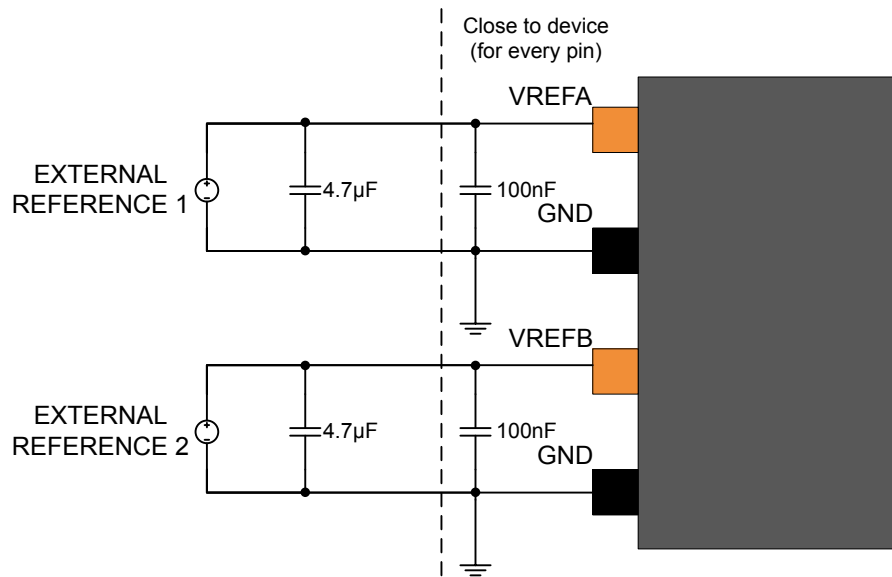 Close to device
(for every pin)
VREFA
EXTERNAL
REFERENCE 1
4.7µF
100nF
GND
VREFB
EXTERNAL
REFERENCE 2
4.7µF
100nF
GND